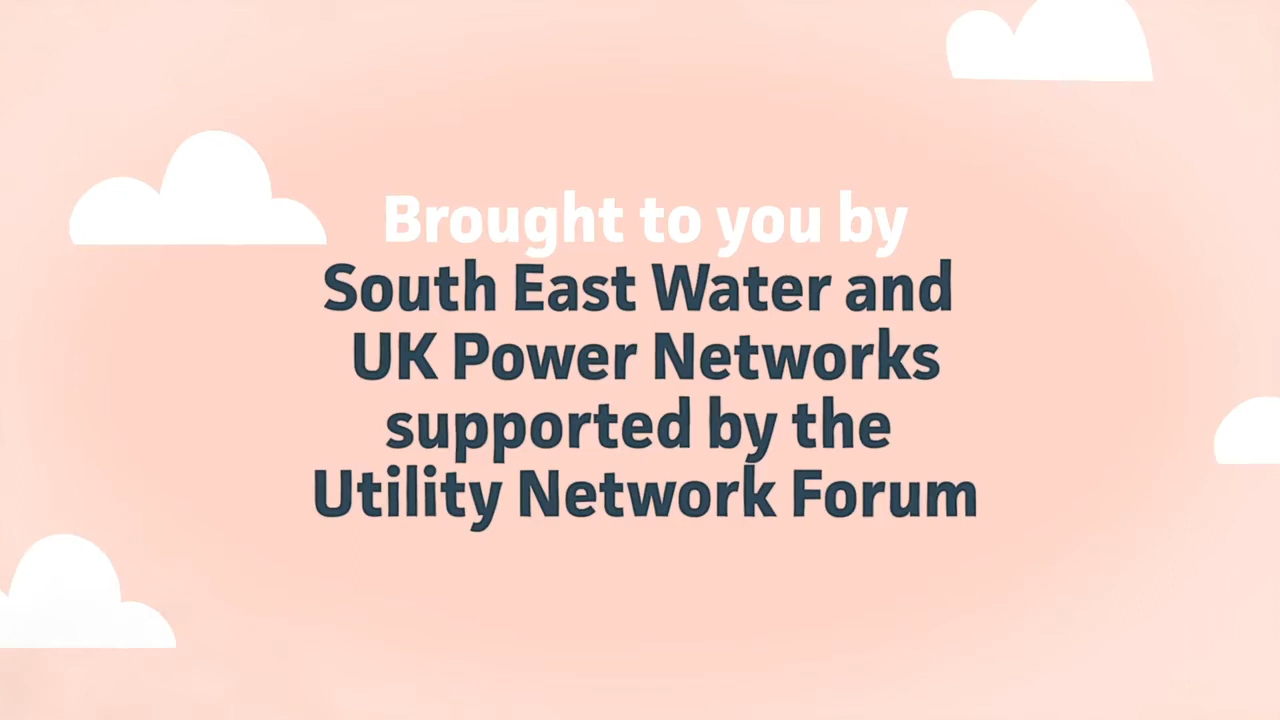 Brought to you by
South East Water and
UK Power Networks
supported by the
Utility Network Forum